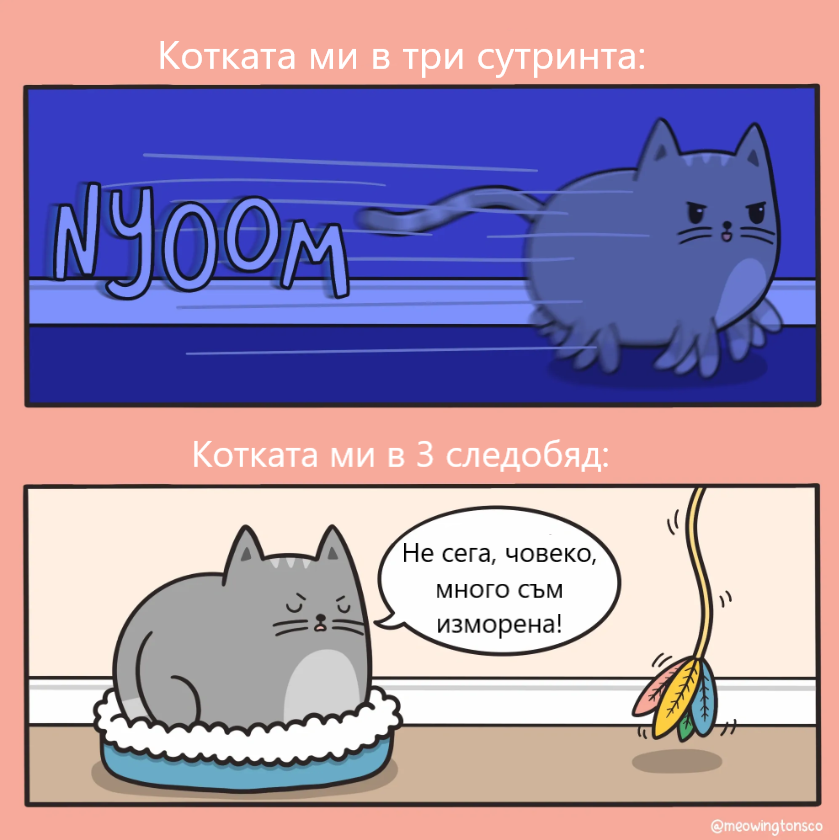 Котката ми в три сутринта:
NYOOM
Котката ми в 3 следобяд:
Не сега, човеко,
много съм
изморена!
@meowingtonsco